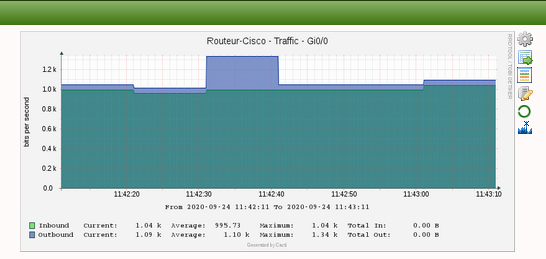 Routeur-Cisco - Traffic - Gi0/0
bits per second
1.2 k
1.0 k
0.8 k
0.6 k
0.4 k
0.2 k
0.0
11:42:20 11:42:30 11:42:40 11:42:50 11:43:00 11:43:10
From 2020-09-24 11:42:11 To 2020-09-24 11:43:11
Inbound Current: 1.04 k Average: 995.73 Maximum: 1.04 k Total In: 0.00 B
Outbound Current: 1.09 k Average: 1.10 k Maximum: 1.34 k Total Out: 0.00 B
Generated by Cacti
RRDTOOL / TOBI OETIKER